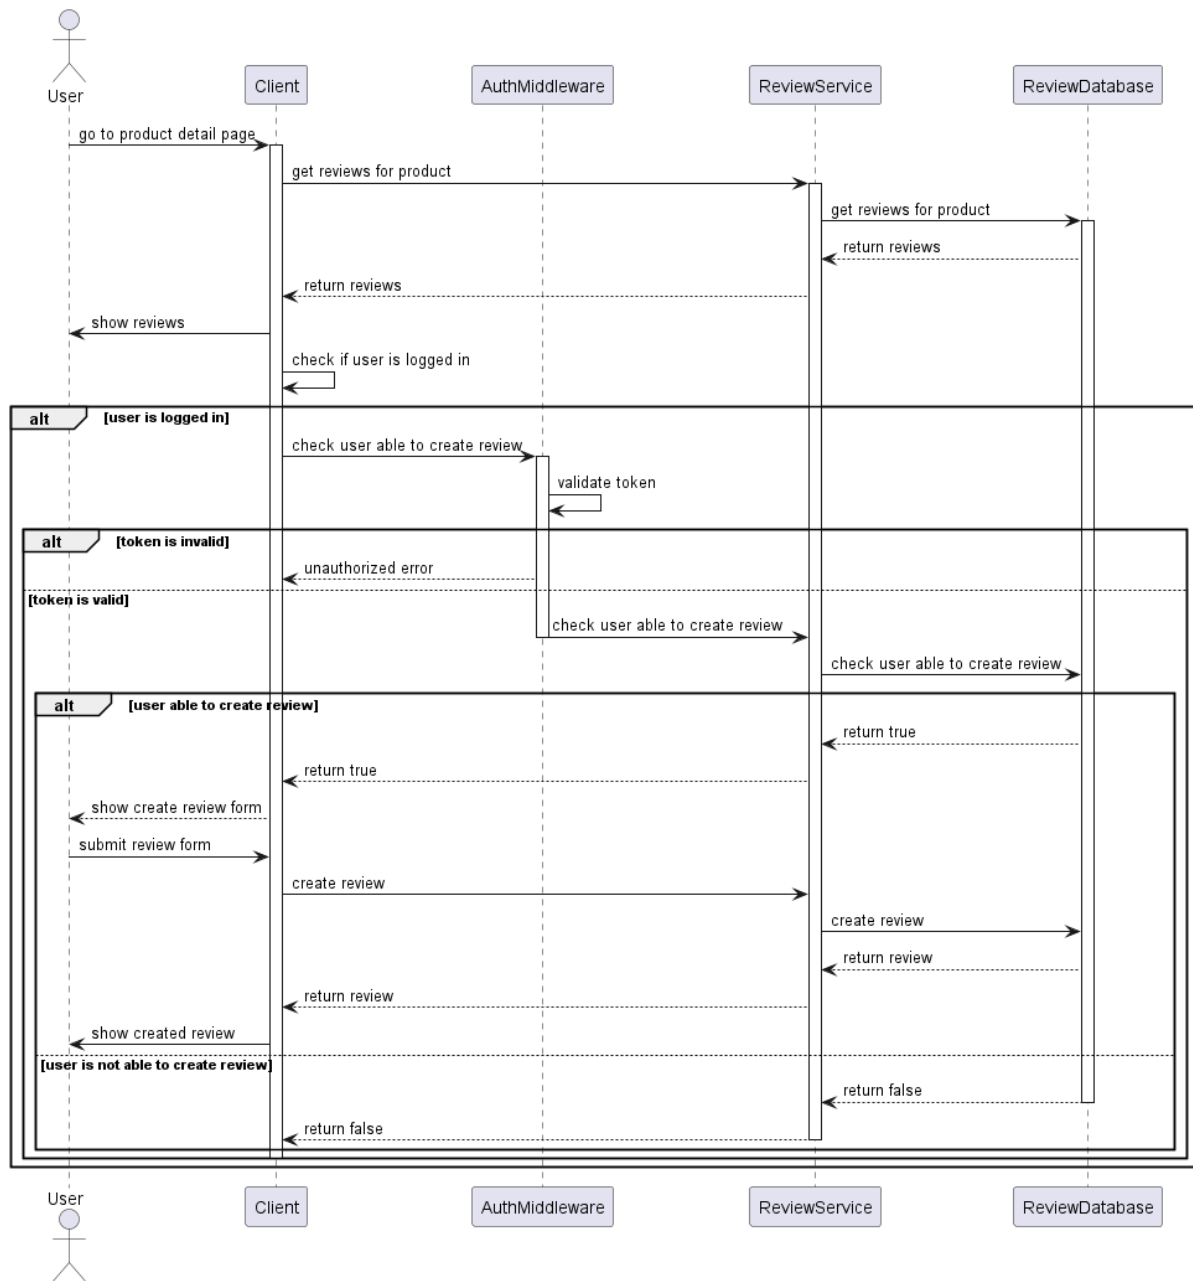 User
Client
AuthMiddleware
ReviewService
ReviewDatabase
go to product detail page
get reviews for product
get reviews for product
return reviews
return reviews
show reviews
check if user is logged in
alt
[user is logged in]
check user able to create review
validate token
alt
[token is invalid]
unauthorized error
[token is valid]
check user able to create review
check user able to create review
alt
[user able to create review]
return true
return true
show create review form
submit review form
create review
create review
return review
return review
show created review
[user is not able to create review]
return false
return false
User
Client
AuthMiddleware
ReviewService
ReviewDatabase